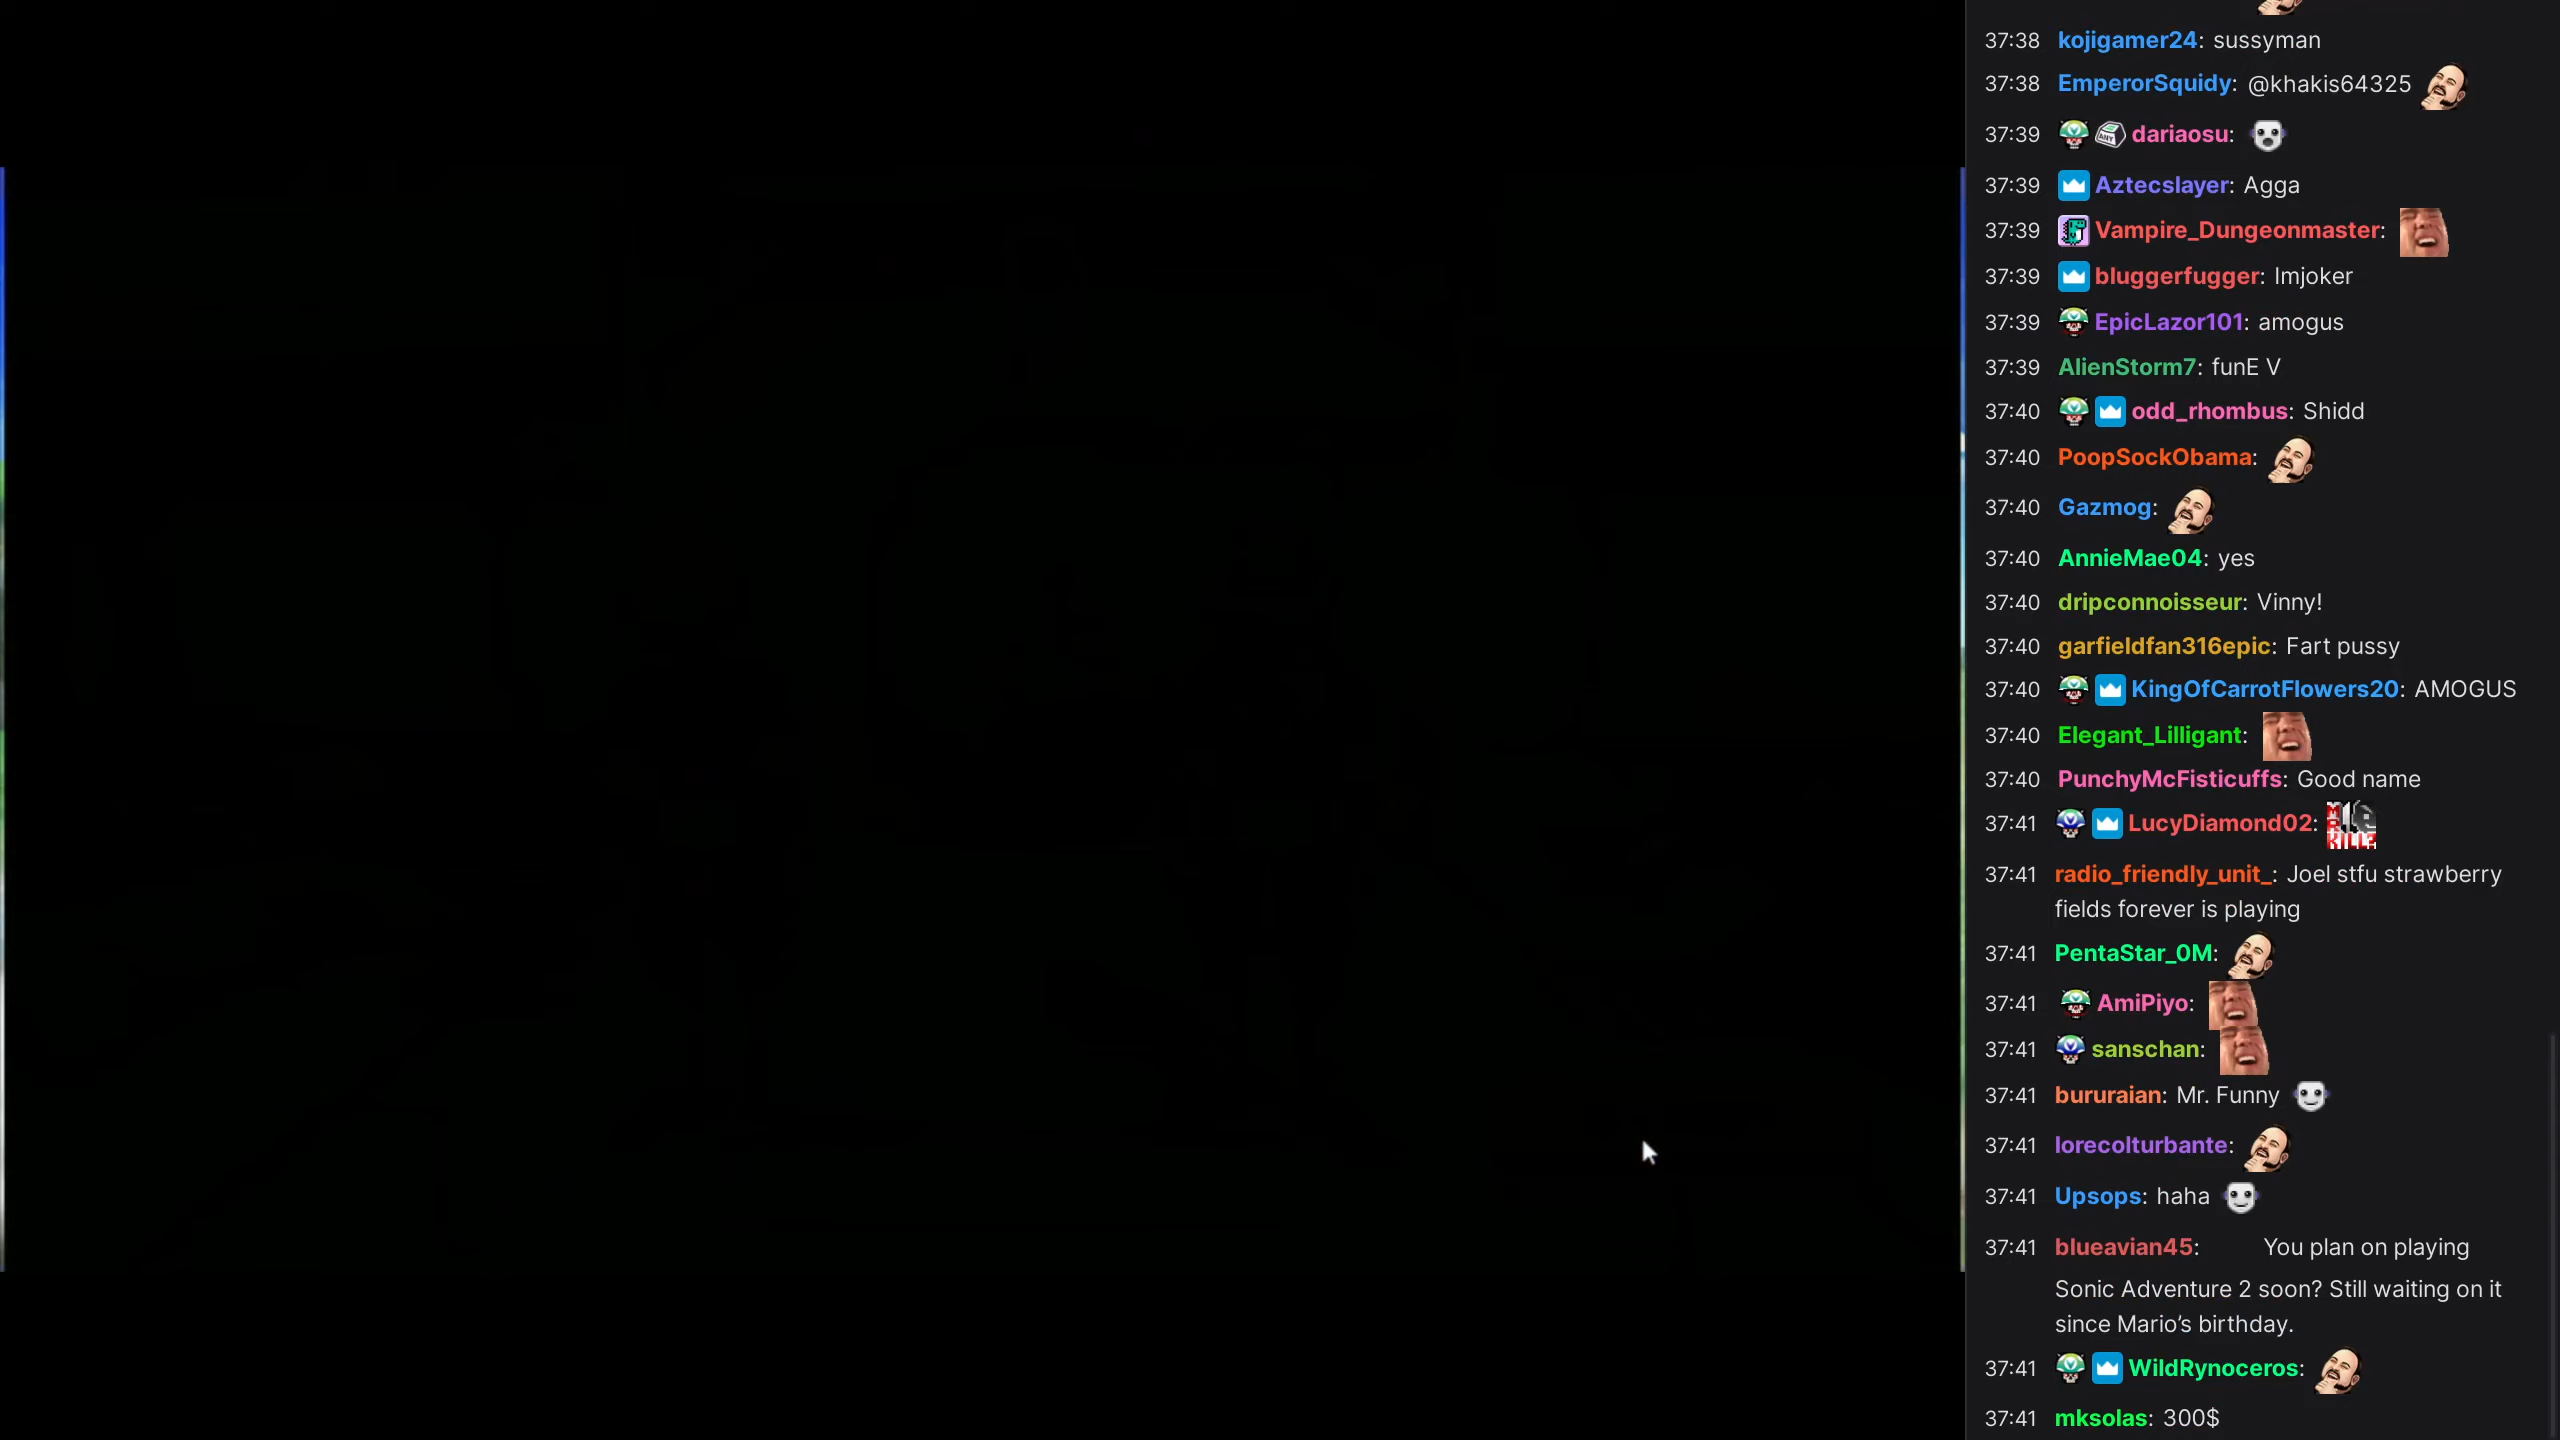 37:38 kojigamer24: sussyman
37:38 EmperorSquidy: @khakis64325
37:39 dariaosu:
37:39 Aztecslayer: Agga
37:39 Vampire_Dungeonmaster:
37:39 bluggerfugger: Imjoker
37:39 EpicLazor101: amogus
37:39 AlienStorm7: funE V
37:40 odd_rhombus: Shidd
37:40 PoopSockObama:
37:40 Gazmog:
37:40 AnnieMae04: yes
37:40 dripconnoisseur: Vinny!
37:40 garfieldfan316epic: Fart pussy
37:40 KingOfCarrotFlowers20: AMOGUS
37:40 Elegant_Lilligant:
37:40 PunchyMcFisticuffs: Good name
37:41 LucyDiamond02:
37:41 radio_friendly_unit_: Joel stfu strawberry
fields forever is playing
37:41 PentaStar_0M:
37:41 AmiPiyo:
37:41 sanschan:
37:41 bururaian: Mr. Funny
37:41 lorecolturbante:
37:41 Upsops: haha
37:41 blueavian45: You plan on playing
Sonic Adventure 2 soon? Still waiting on it
since Mario’s birthday.
37:41 WildRynoceros:
37:41 mksolas: 300$